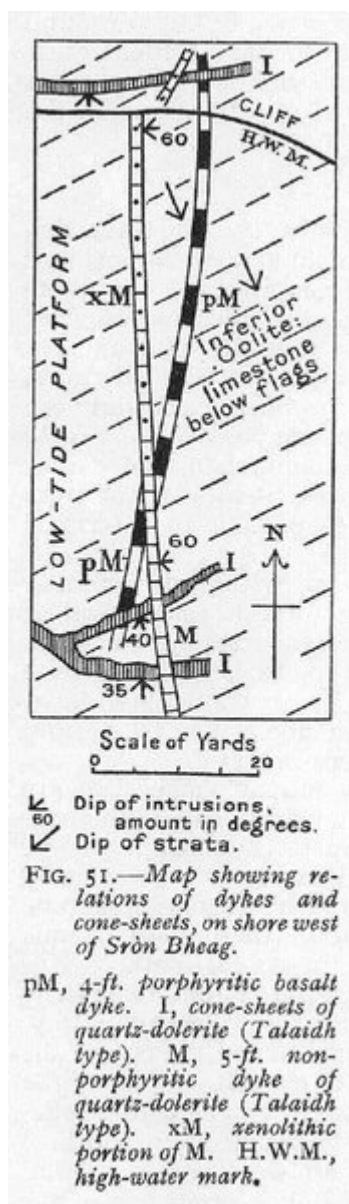 I
CLIFF
60
H.W.M.
xM
pM
Inferior
Oolite:
limestone
below flags
LOW-TIDE PLATFORM
N
60
pM
I
40
M
I
35
Scale of Yards
0 20
60 Dip of intrusions,
amount in degrees.
Dip of strata.
FIG. 51.—Map showing re-
lations of dykes and
cone-sheets, on shore west
of Sròn Bheag.
pM, 4-ft. porphyritic basalt
dyke. I, cone-sheets of
quartz-dolerite (Talaidh
type). M, 5-ft. non-
porphyritic dyke of
quartz-dolerite (Talaidh
type). xM, xenolithic
portion of M. H.W.M.,
high-water mark.